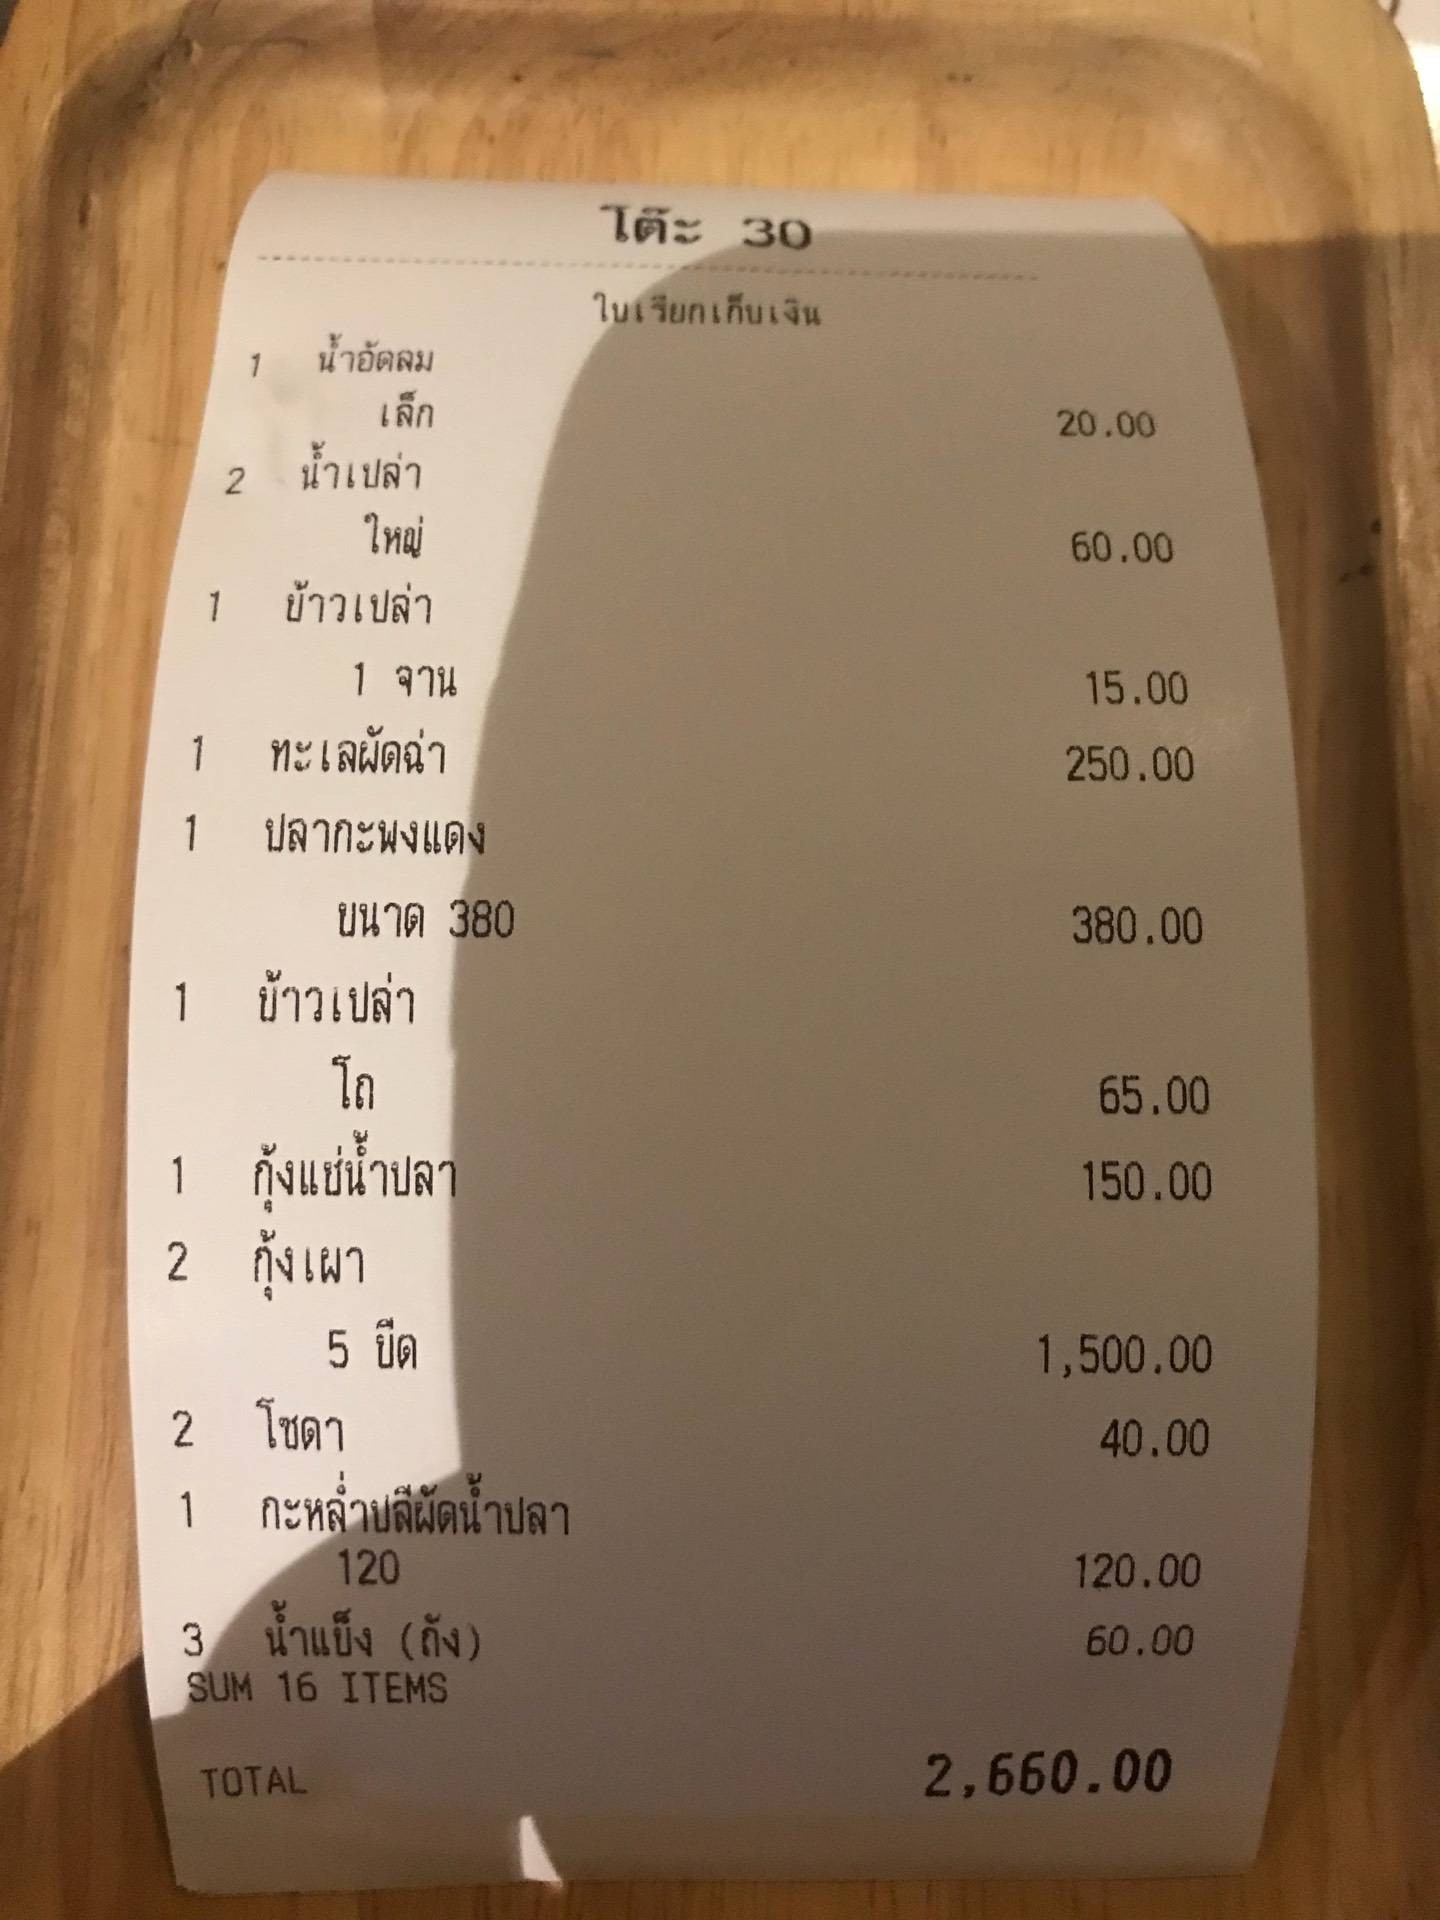 โต๊ะ 30
ใบเรียกเก็บเงิน
1 น้ำอัดลม
เล็ก 20.00
2 น้ำเปล่า
ใหญ่ 60.00
1 ข้าวเปล่า
1 จาน 15.00
1 ทะเลผัดฉ่า 250.00
1 ปลากะพงแดง
ขนาด 380 380.00
1 ข้าวเปล่า
โถ 65.00
1 กุ้งแช่น้ำปลา 150.00
2 กุ้งเผา
5 ขีด 1,500.00
2 โซดา 40.00
1 กะหล่ำปลีผัดน้ำปลา
120 120.00
3 น้ำแข็ง (ถัง) 60.00
SUM 16 ITEMS
TOTAL 2,660.00